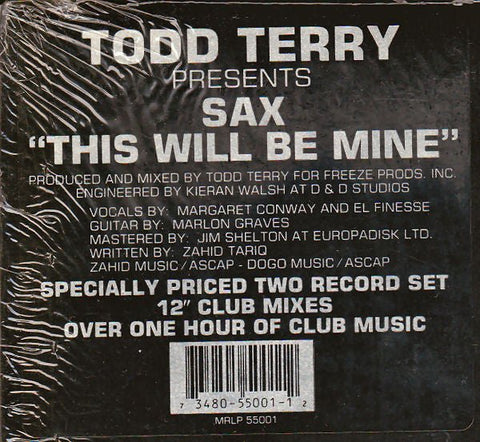 TODD TERRY
PRESENTS
SAX
"THIS WILL BE MINE"
PRODUCED AND MIXED BY TODD TERRY FOR FREEZE PRODS. INC.
ENGINEERED BY KIERAN WALSH AT D & D STUDIOS
VOCALS BY: MARGARET CONWAY AND EL FINESSE
GUITAR BY: MARLON GRAVES
MASTERED BY: JIM SHELTON AT EUROPADISK LTD.
WRITTEN BY: ZAHID TARIQ
ZAHID MUSIC/ASCAP - DOGO MUSIC/ASCAP
SPECIALLY PRICED TWO RECORD SET
12" CLUB MIXES
OVER ONE HOUR OF CLUB MUSIC
7 3480-55001-1 2
MRLP 55001